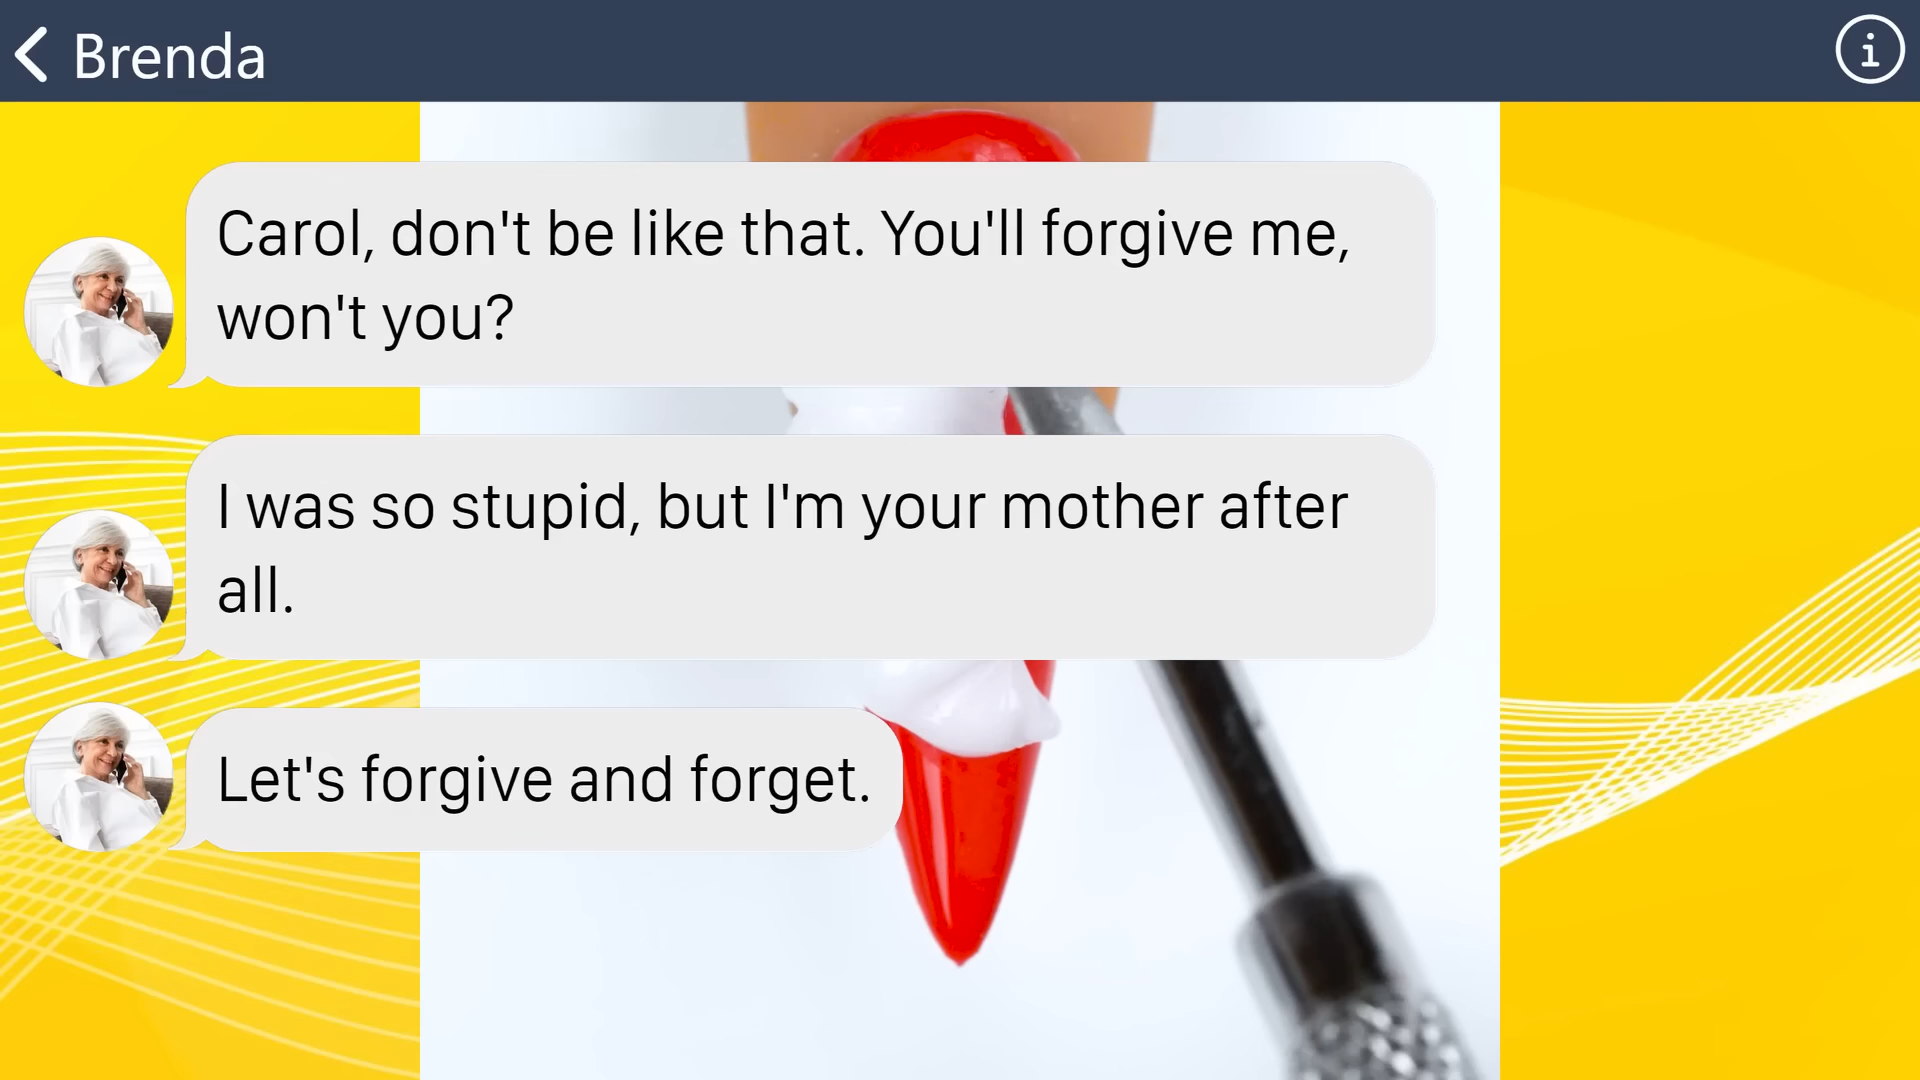 Brenda
Carol, don't be like that. You'll forgive me,
won't you?
I was so stupid, but I'm your mother after
all.
Let's forgive and forget.